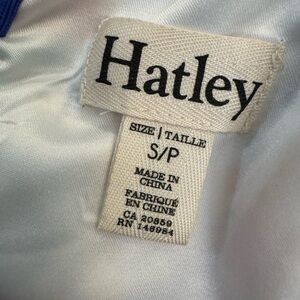 Hatley
SIZE | TAILLE
S/P
MADE IN
CHINA
FABRIQUÉ
EN CHINE
CA 20859
RN 146984